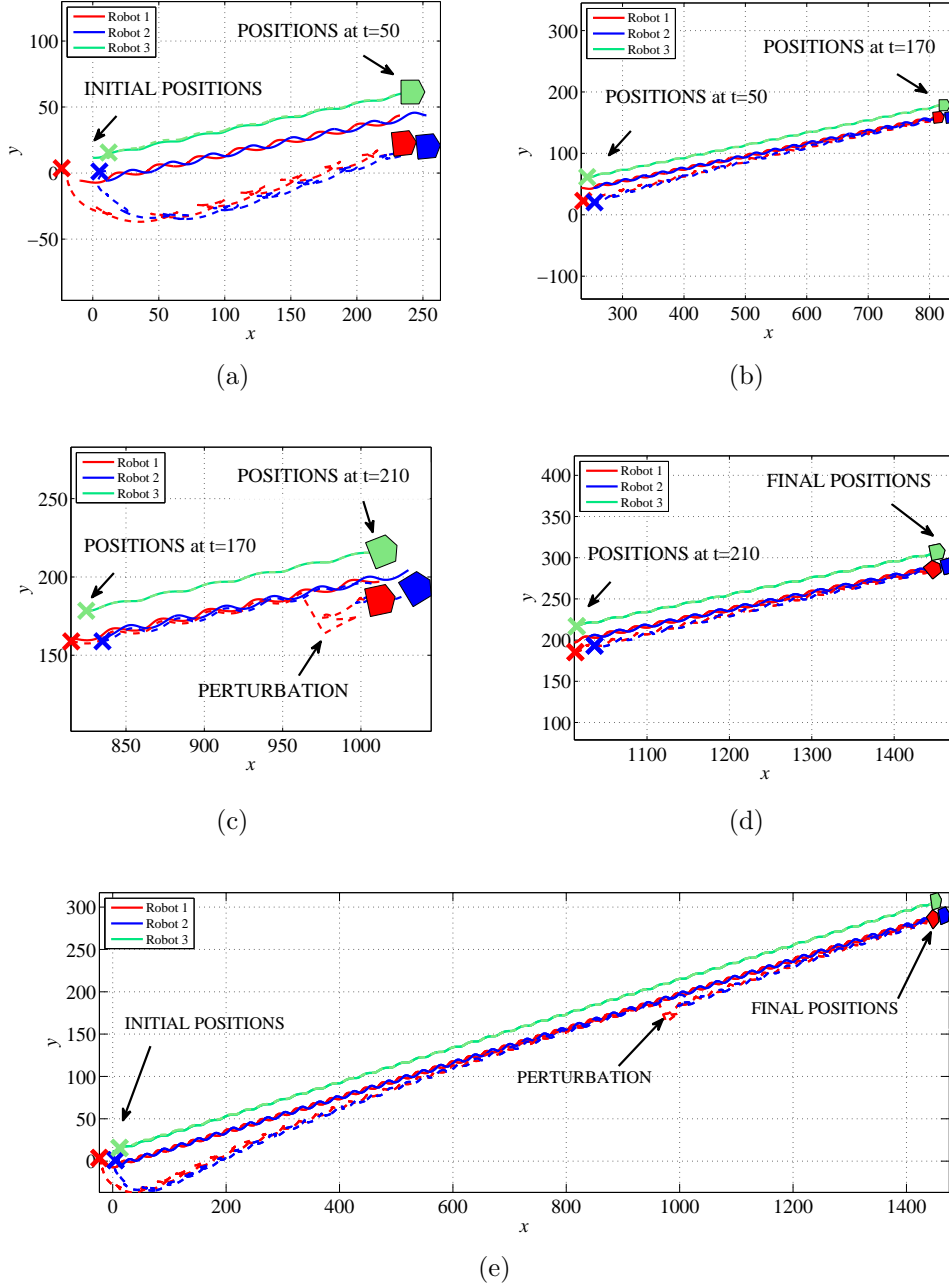 100
50
0
−50
y
0
50
100
150
200
250
x
Robot 1
Robot 2
Robot 3
POSITIONS at t=50
INITIAL POSITIONS
(a)
300
200
100
0
−100
y
300
400
500
600
700
800
x
Robot 1
Robot 2
Robot 3
POSITIONS at t=170
POSITIONS at t=50
(b)
250
200
150
y
850
900
950
1000
x
Robot 1
Robot 2
Robot 3
POSITIONS at t=210
POSITIONS at t=170
PERTURBATION
(c)
400
350
300
250
200
150
100
y
1100
1200
1300
1400
x
Robot 1
Robot 2
Robot 3
FINAL POSITIONS
POSITIONS at t=210
(d)
300
250
200
150
100
50
0
y
0
200
400
600
800
1000
1200
1400
x
Robot 1
Robot 2
Robot 3
INITIAL POSITIONS
FINAL POSITIONS
PERTURBATION
(e)